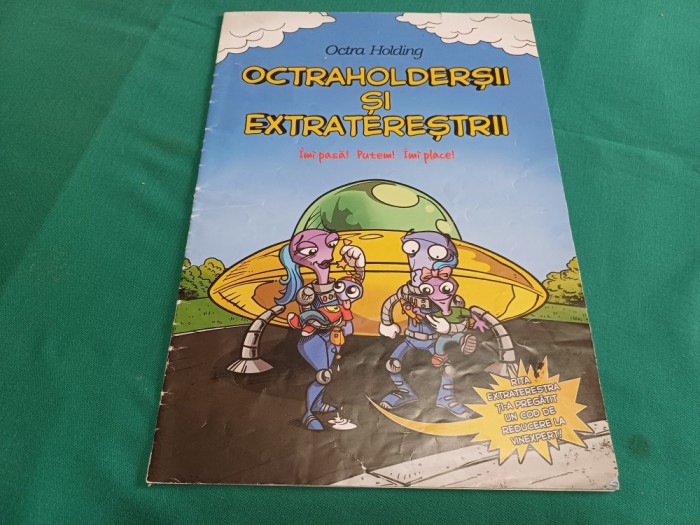 Octra Holding
OCTRAHOLDERȘII
ȘI
EXTRATEREȘTRII
Îmi pasă! Putem! Îmi place!
RITA
EXTRATERESTRA
ȚI-A PREGĂTIT
UN COD DE
REDUCERE LA
VINEXPERT!